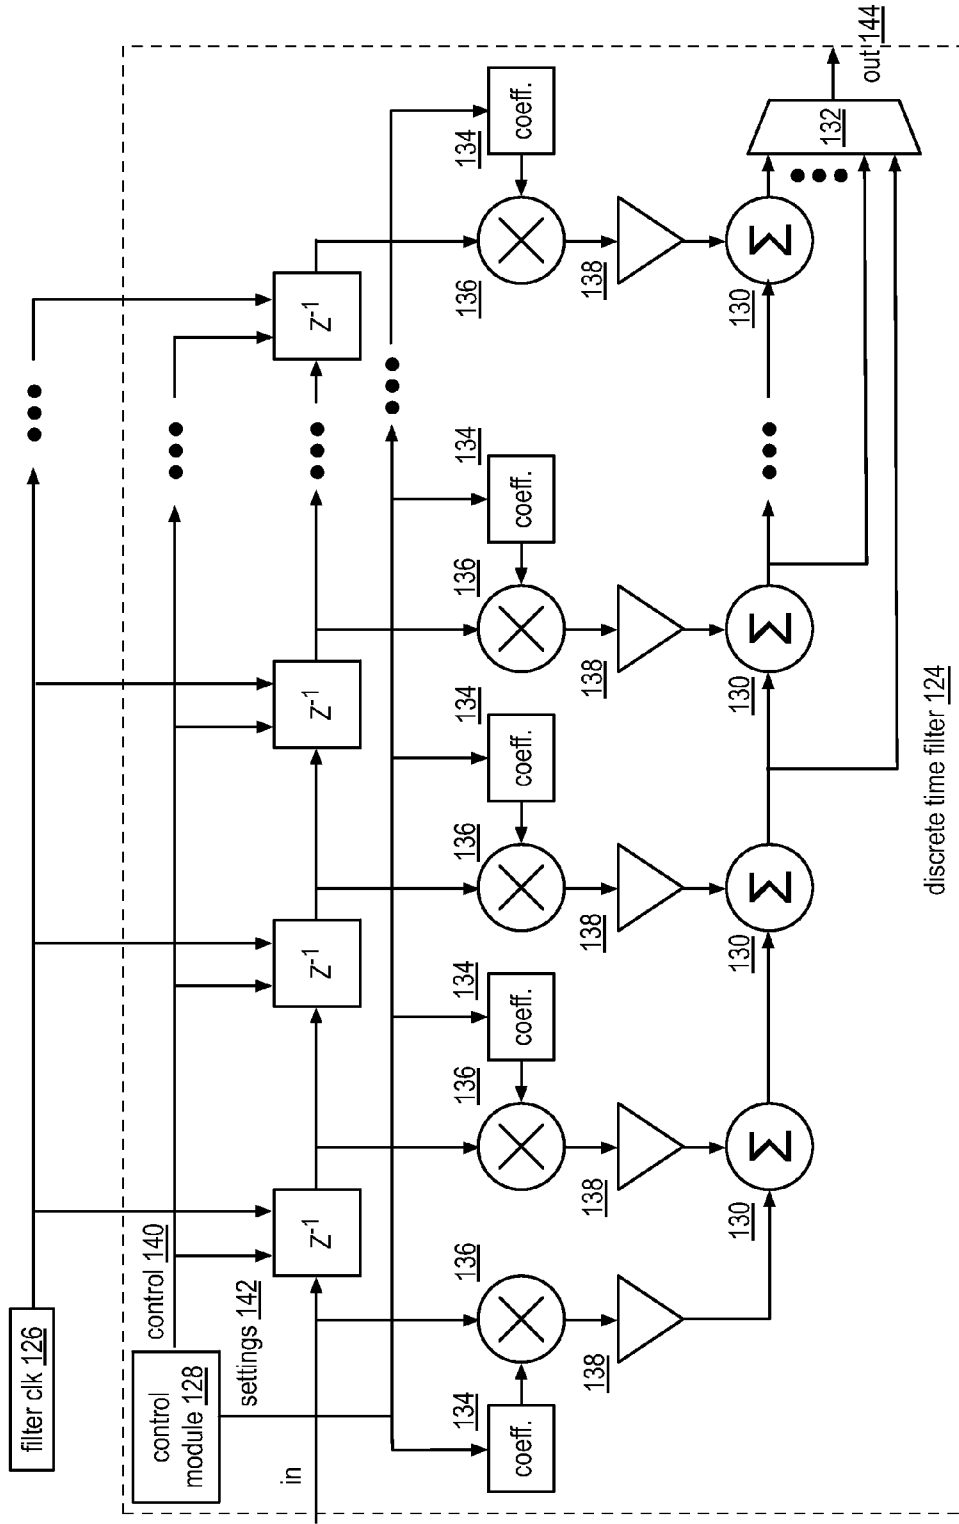 filter clk 126
control
module 128
control 140
settings 142
in
Z-1
Z-1
Z-1
Z-1
coeff.
134
coeff.
134
coeff.
134
coeff.
134
coeff.
134
136
136
136
136
136
138
138
138
138
138
Σ
130
Σ
130
Σ
130
Σ
130
132
out 144
discrete time filter 124